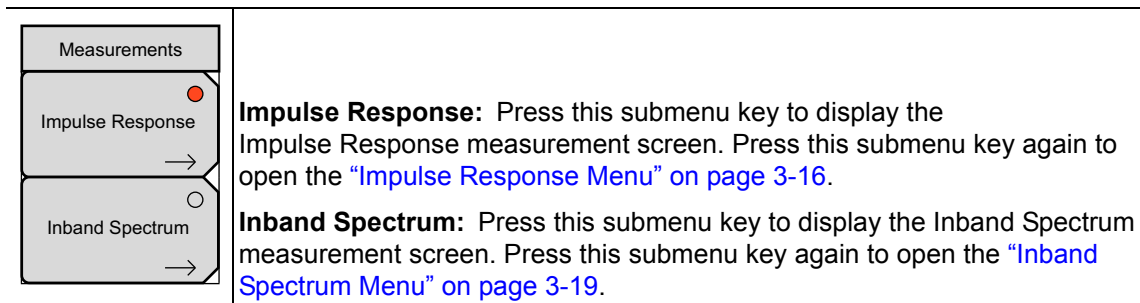 Measurements
Impulse Response
Inband Spectrum
Impulse Response: Press this submenu key to display the
Impulse Response measurement screen. Press this submenu key again to
open the “Impulse Response Menu” on page 3-16.
Inband Spectrum: Press this submenu key to display the Inband Spectrum
measurement screen. Press this submenu key again to open the “Inband
Spectrum Menu” on page 3-19.